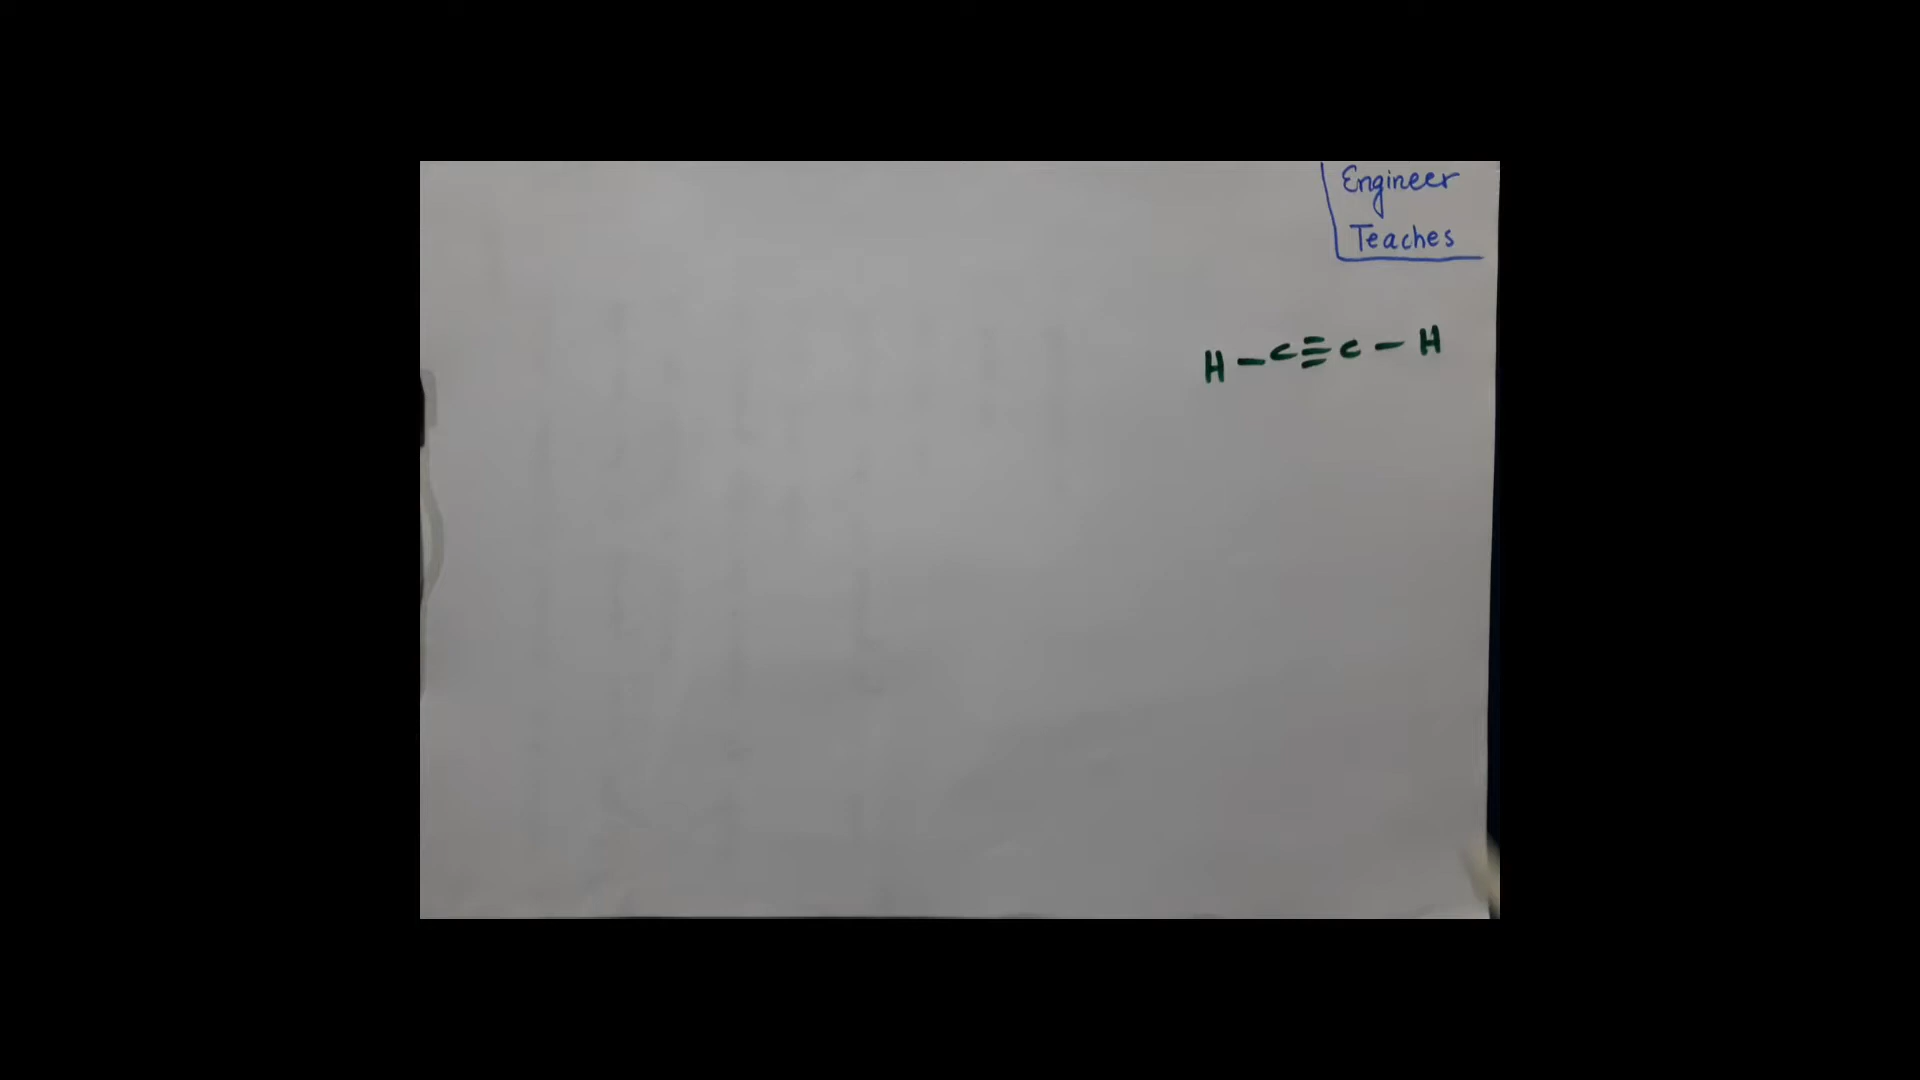 Engineer
Teaches
H - C ≡ C - H